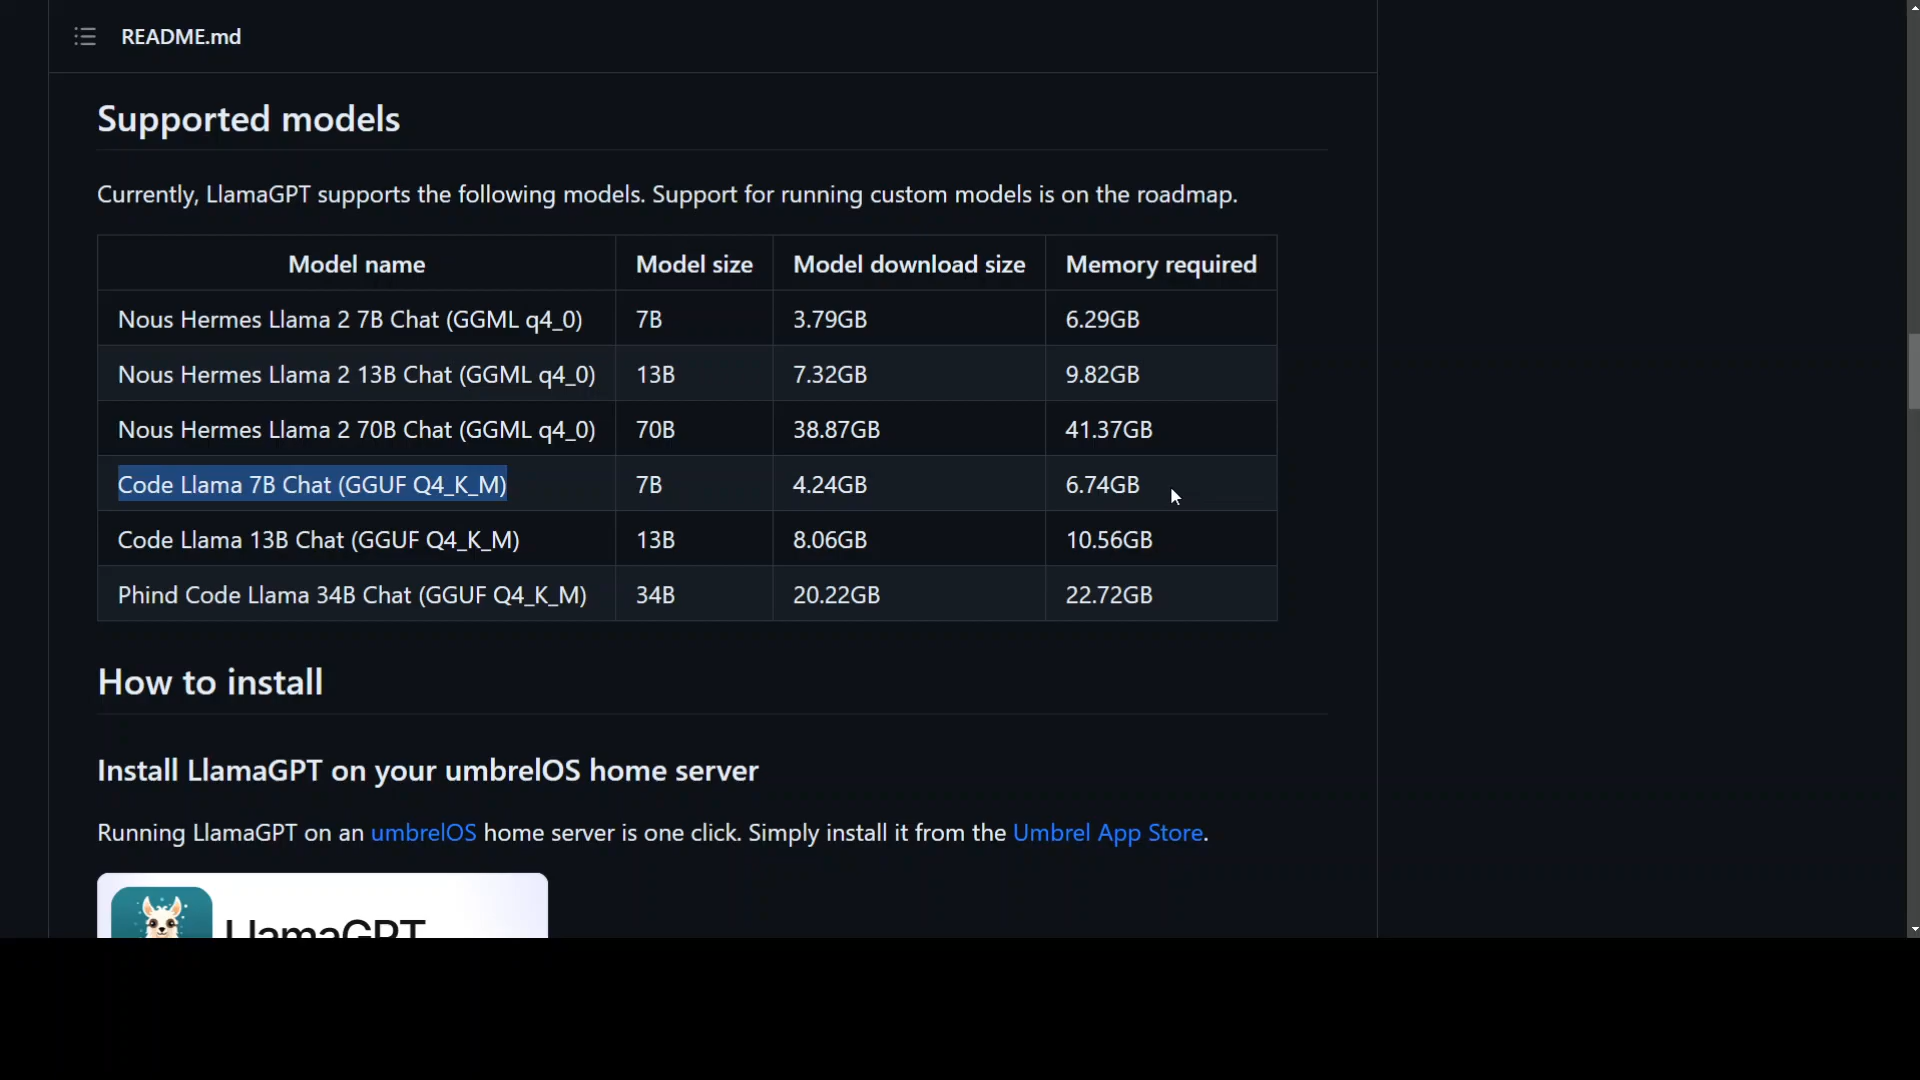 README.md
Supported models
Currently, LlamaGPT supports the following models. Support for running custom models is on the roadmap.
Model name Model size Model download size Memory required
Nous Hermes Llama 2 7B Chat (GGML q4_0) 7B 3.79GB 6.29GB
Nous Hermes Llama 2 13B Chat (GGML q4_0) 13B 7.32GB 9.82GB
Nous Hermes Llama 2 70B Chat (GGML q4_0) 70B 38.87GB 41.37GB
Code Llama 7B Chat (GGUF Q4_K_M) 7B 4.24GB 6.74GB
Code Llama 13B Chat (GGUF Q4_K_M) 13B 8.06GB 10.56GB
Phind Code Llama 34B Chat (GGUF Q4_K_M) 34B 20.22GB 22.72GB
How to install
Install LlamaGPT on your umbrelOS home server
Running LlamaGPT on an umbrelOS home server is one click. Simply install it from the Umbrel App Store.
LlamaGPT